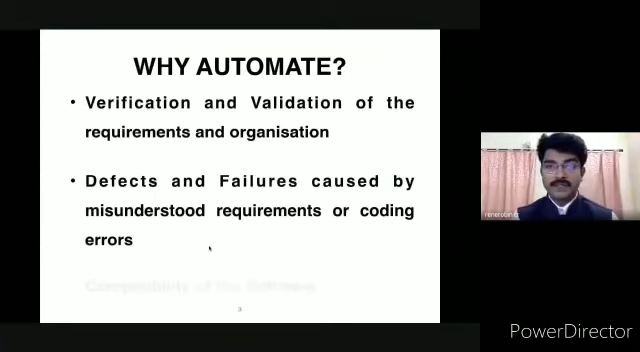 WHY AUTOMATE?
• Verification and Validation of the
requirements and organisation
• Defects and Failures caused by
misunderstood requirements or coding
errors
3
PowerDirector